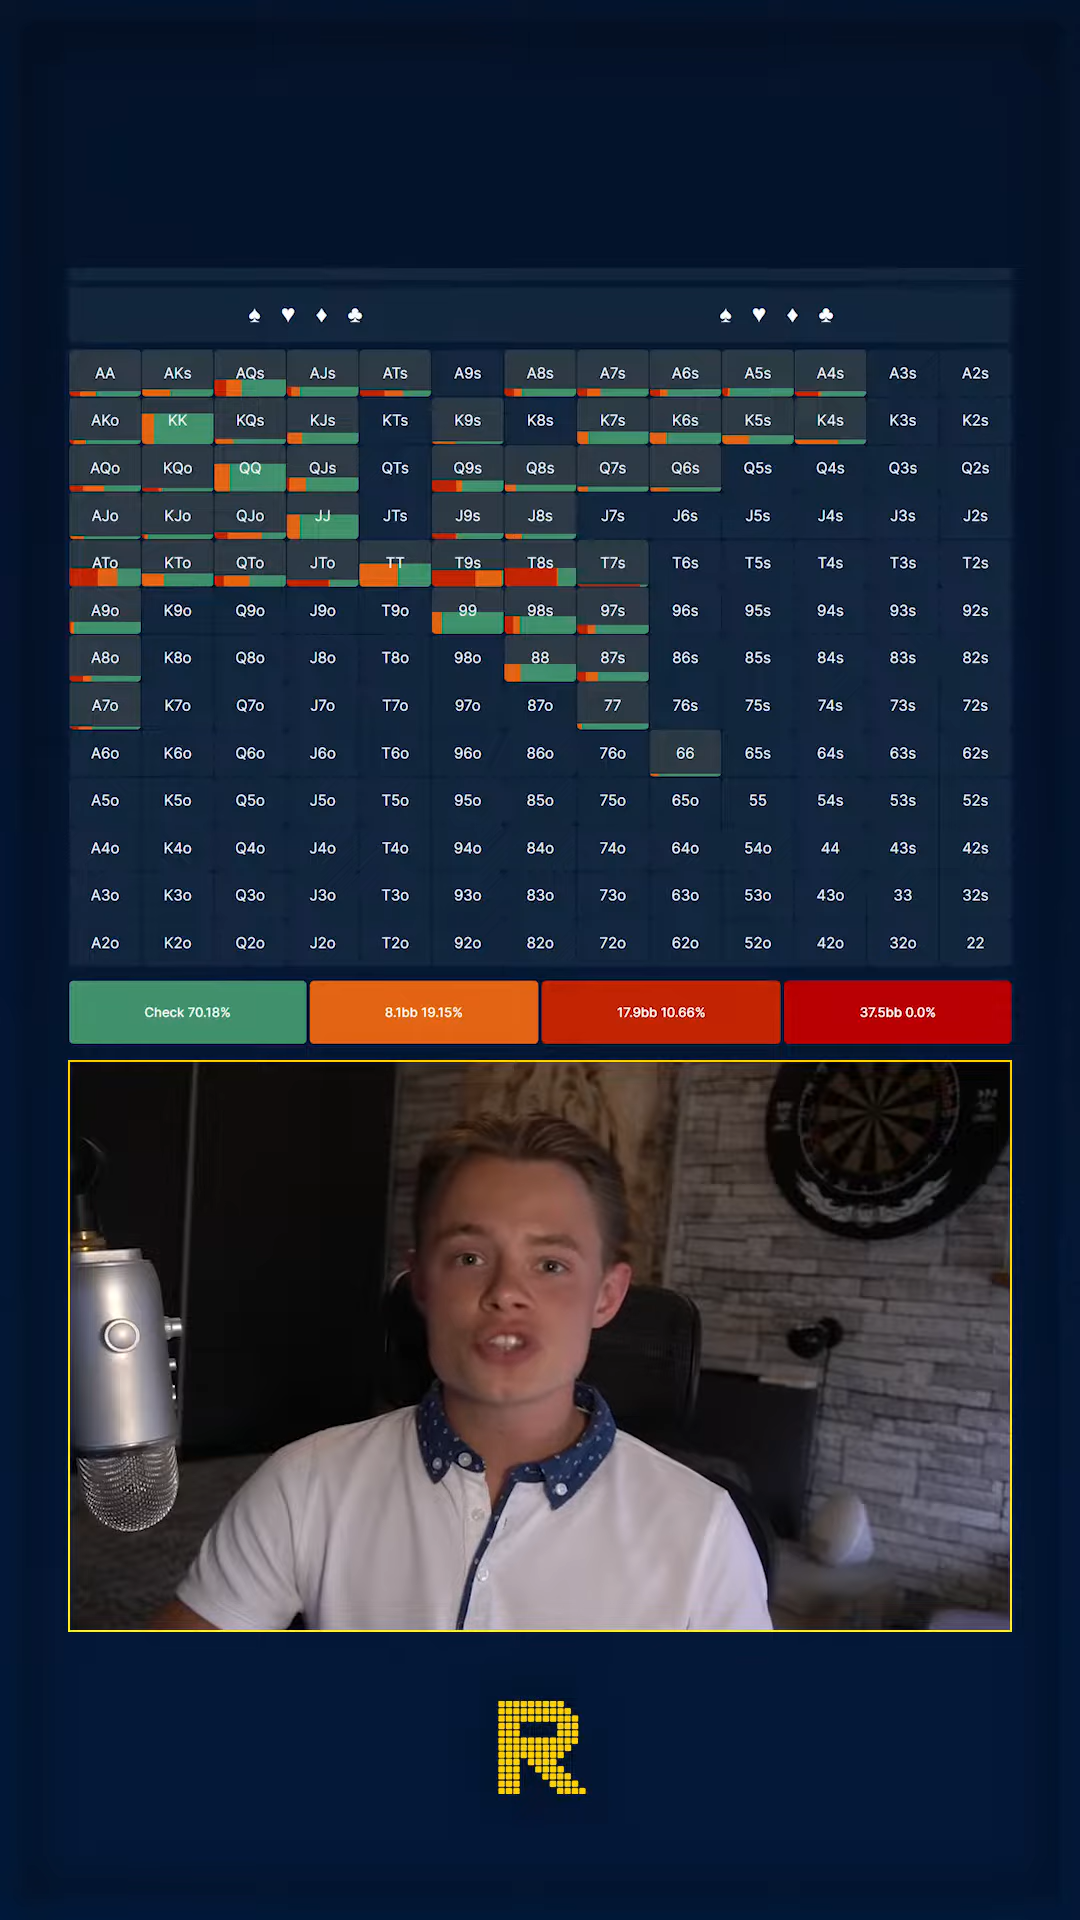 ♠ ♥ ♦ ♣ ♠ ♥ ♦ ♣
AA AKs AQs AJs ATs A9s A8s A7s A6s A5s A4s A3s A2s
AKo KK KQs KJs KTs K9s K8s K7s K6s K5s K4s K3s K2s
AQo KQo QQ QJs QTs Q9s Q8s Q7s Q6s Q5s Q4s Q3s Q2s
AJo KJo QJo JJ JTs J9s J8s J7s J6s J5s J4s J3s J2s
ATo KTo QTo JTo TT T9s T8s T7s T6s T5s T4s T3s T2s
A9o K9o Q9o J9o T9o 99 98s 97s 96s 95s 94s 93s 92s
A8o K8o Q8o J8o T8o 98o 88 87s 86s 85s 84s 83s 82s
A7o K7o Q7o J7o T7o 97o 87o 77 76s 75s 74s 73s 72s
A6o K6o Q6o J6o T6o 96o 86o 76o 66 65s 64s 63s 62s
A5o K5o Q5o J5o T5o 95o 85o 75o 65o 55 54s 53s 52s
A4o K4o Q4o J4o T4o 94o 84o 74o 64o 54o 44 43s 42s
A3o K3o Q3o J3o T3o 93o 83o 73o 63o 53o 43o 33 32s
A2o K2o Q2o J2o T2o 92o 82o 72o 62o 52o 42o 32o 22
Check 70.18% 8.1bb 19.15% 17.9bb 10.66% 37.5bb 0.0%
R